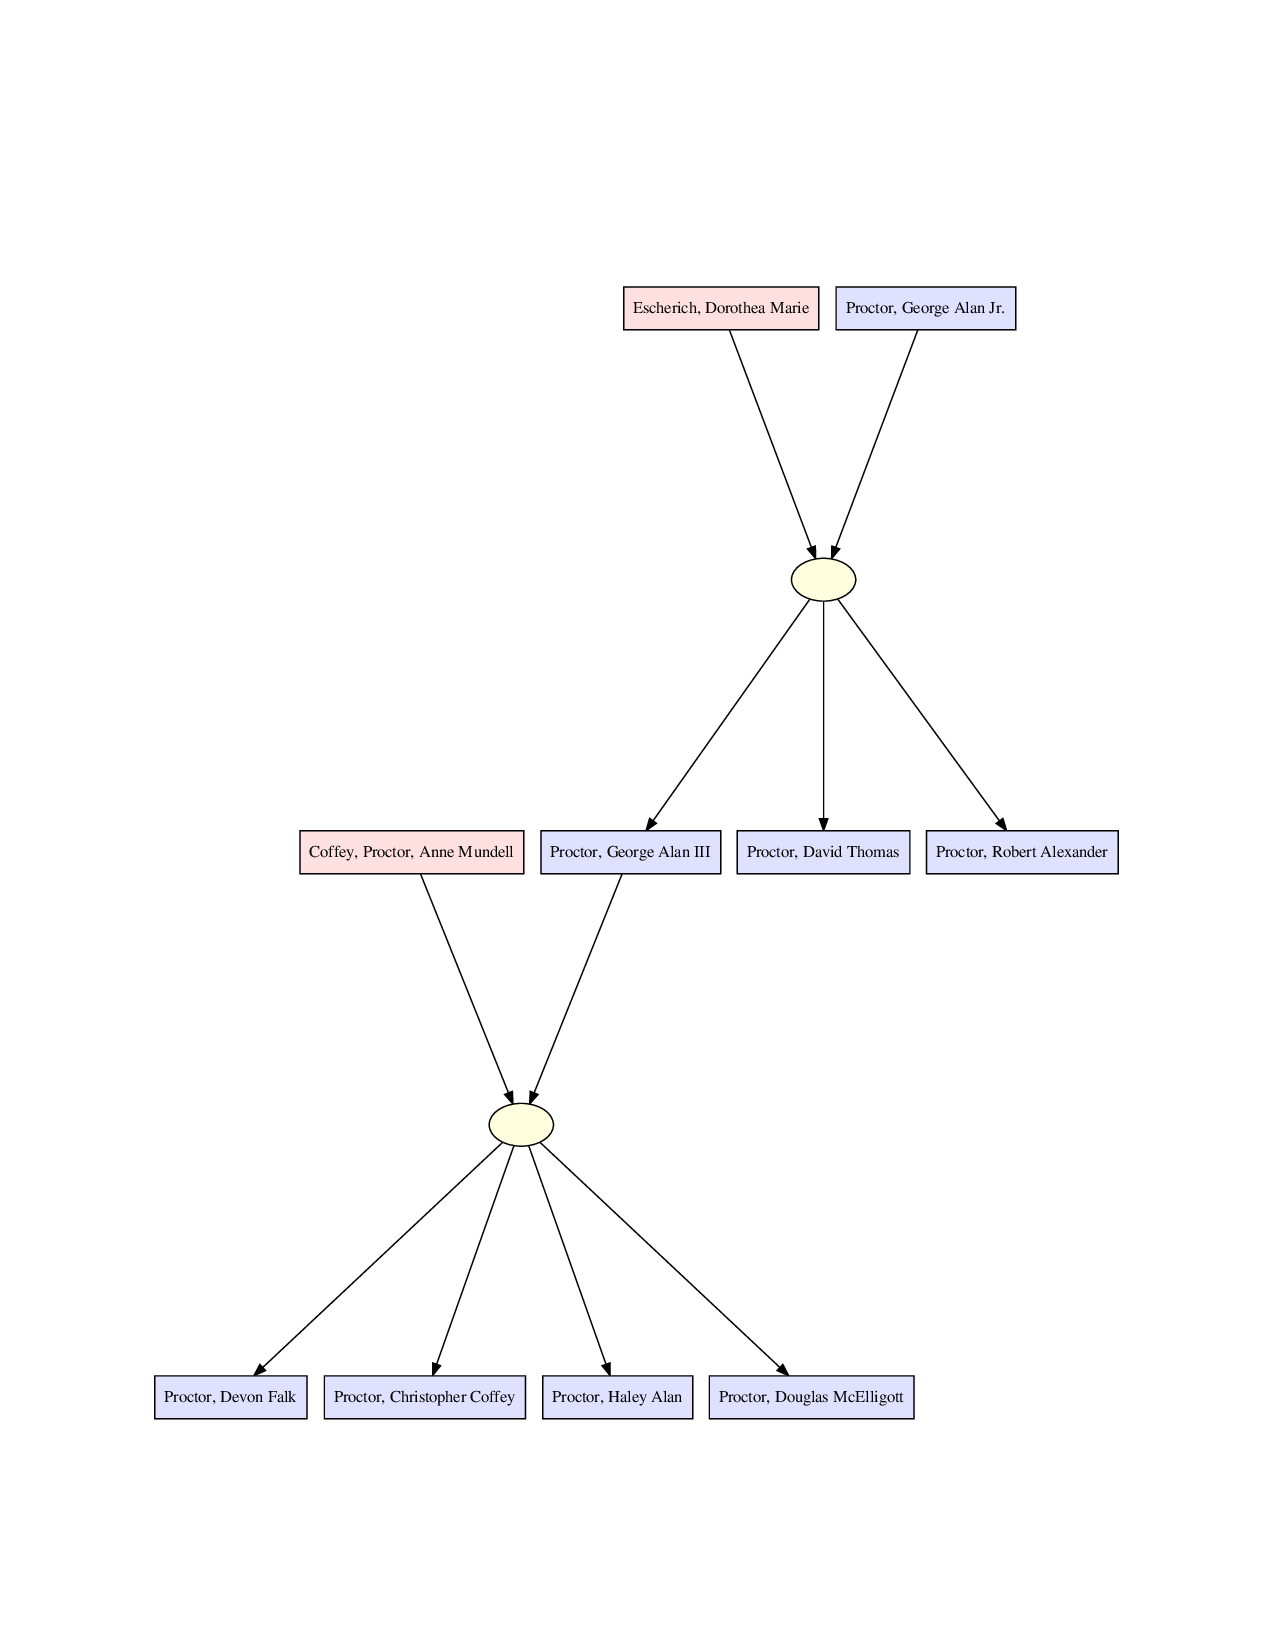 Escherich, Dorothea Marie
Proctor, George Alan Jr.
Coffey, Proctor, Anne Mundell
Proctor, George Alan III
Proctor, David Thomas
Proctor, Robert Alexander
Proctor, Devon Falk
Proctor, Christopher Coffey
Proctor, Haley Alan
Proctor, Douglas McElligott